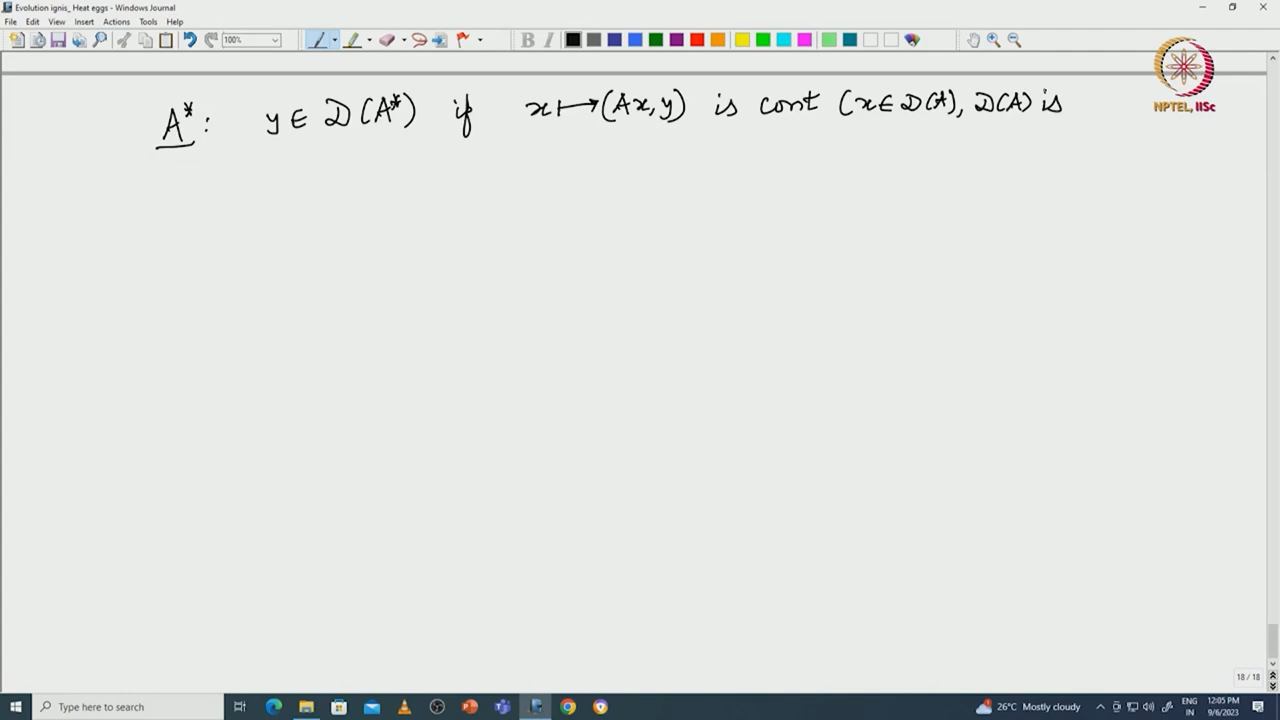 Evolution ignis_ Heat eggs - Windows Journal
File Edit View Insert Actions Tools Help
100%
B I
NPTEL, IISc
A*: y ∈ D(A*) if x ↦ (Ax, y) is cont (x ∈ D(A), D(A) is
18 / 18
Type here to search
26°C Mostly cloudy
ENG
IN
12:05 PM
9/6/2023